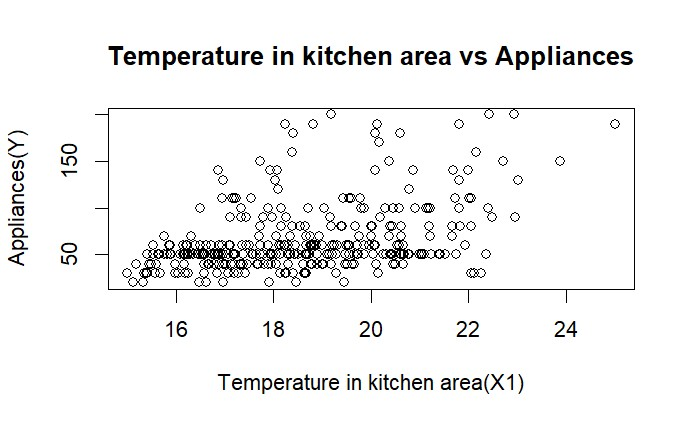 Temperature in kitchen area vs Appliances
Appliances(Y)
150
50
16 18 20 22 24
Temperature in kitchen area(X1)